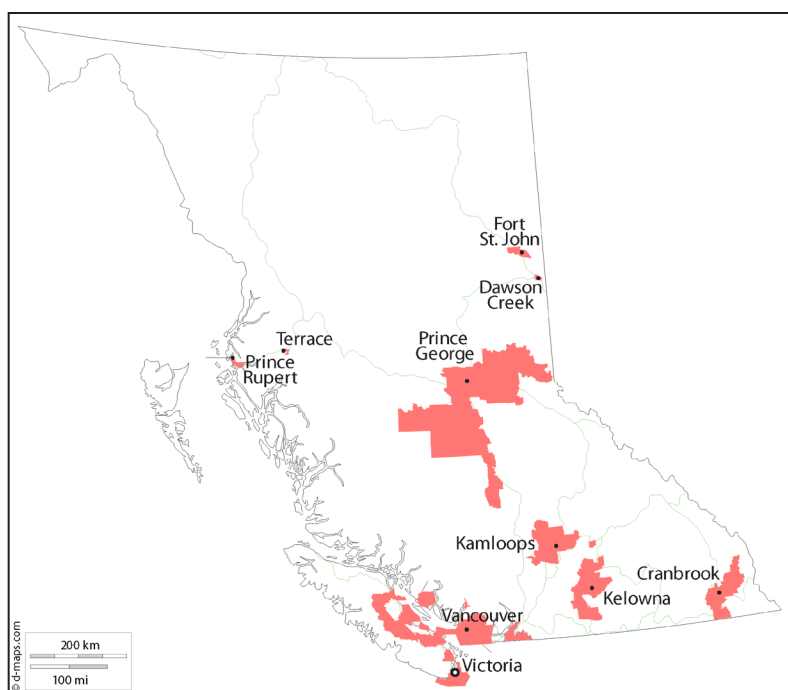 Fort
St. John
Dawson
Creek
Terrace
Prince
George
Prince
Rupert
Kamloops
Cranbrook
Kelowna
Vancouver
Victoria
200 km
100 mi
© d-maps.com